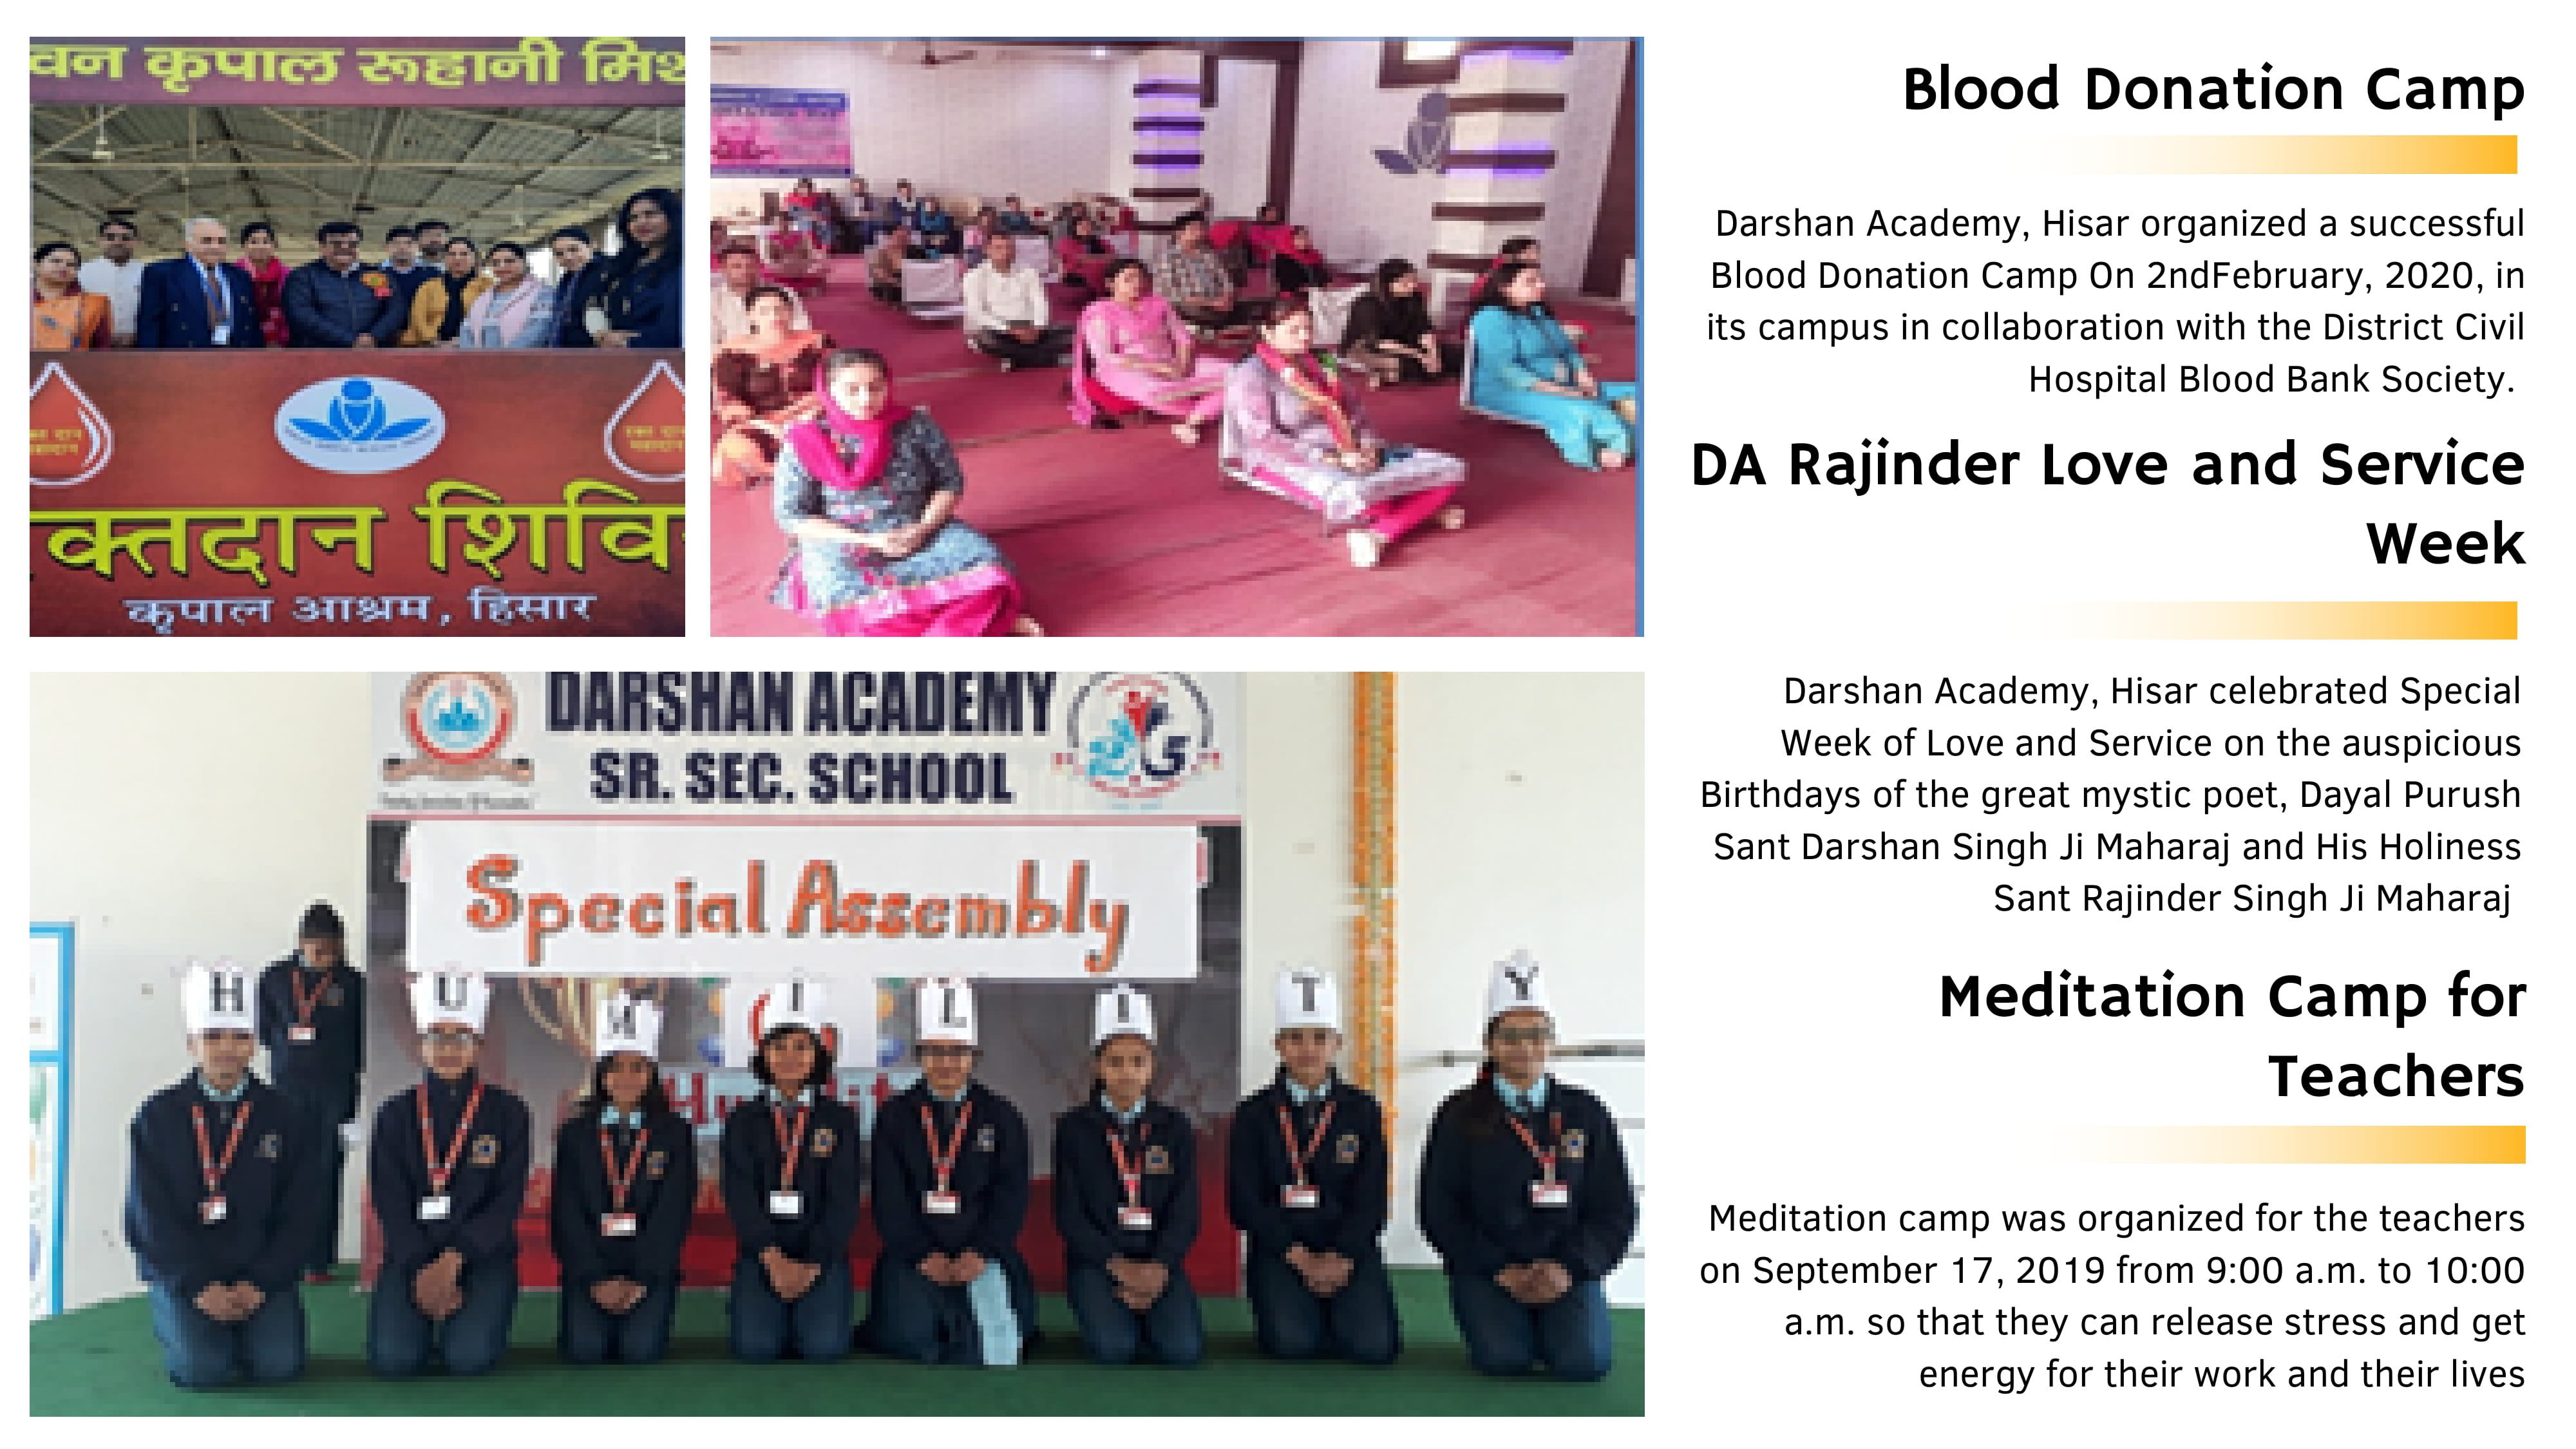 वन कृपाल रूहानी मिश
क्तदान शिवि
कृपाल आश्रम, हिसार
DARSHAN ACADEMY
SR. SEC. SCHOOL
Special Assembly
H U M I L I T Y
Blood Donation Camp
Darshan Academy, Hisar organized a successful
Blood Donation Camp On 2ndFebruary, 2020, in
its campus in collaboration with the District Civil
Hospital Blood Bank Society.
DA Rajinder Love and Service
Week
Darshan Academy, Hisar celebrated Special
Week of Love and Service on the auspicious
Birthdays of the great mystic poet, Dayal Purush
Sant Darshan Singh Ji Maharaj and His Holiness
Sant Rajinder Singh Ji Maharaj
Meditation Camp for
Teachers
Meditation camp was organized for the teachers
on September 17, 2019 from 9:00 a.m. to 10:00
a.m. so that they can release stress and get
energy for their work and their lives